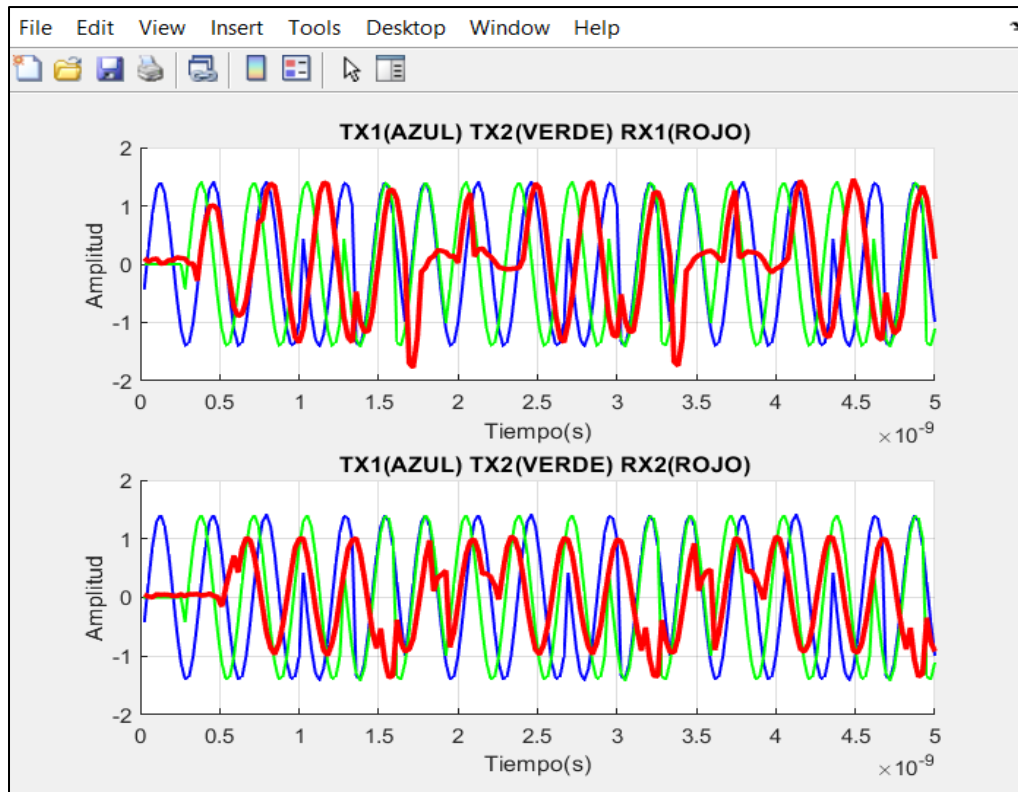 File Edit View Insert Tools Desktop Window Help
TX1(AZUL) TX2(VERDE) RX1(ROJO)
2
1
0
-1
-2
Amplitud
0 0.5 1 1.5 2 2.5 3 3.5 4 4.5 5
Tiempo(s)
×10⁻⁹
TX1(AZUL) TX2(VERDE) RX2(ROJO)
2
1
0
-1
-2
Amplitud
0 0.5 1 1.5 2 2.5 3 3.5 4 4.5 5
Tiempo(s)
×10⁻⁹